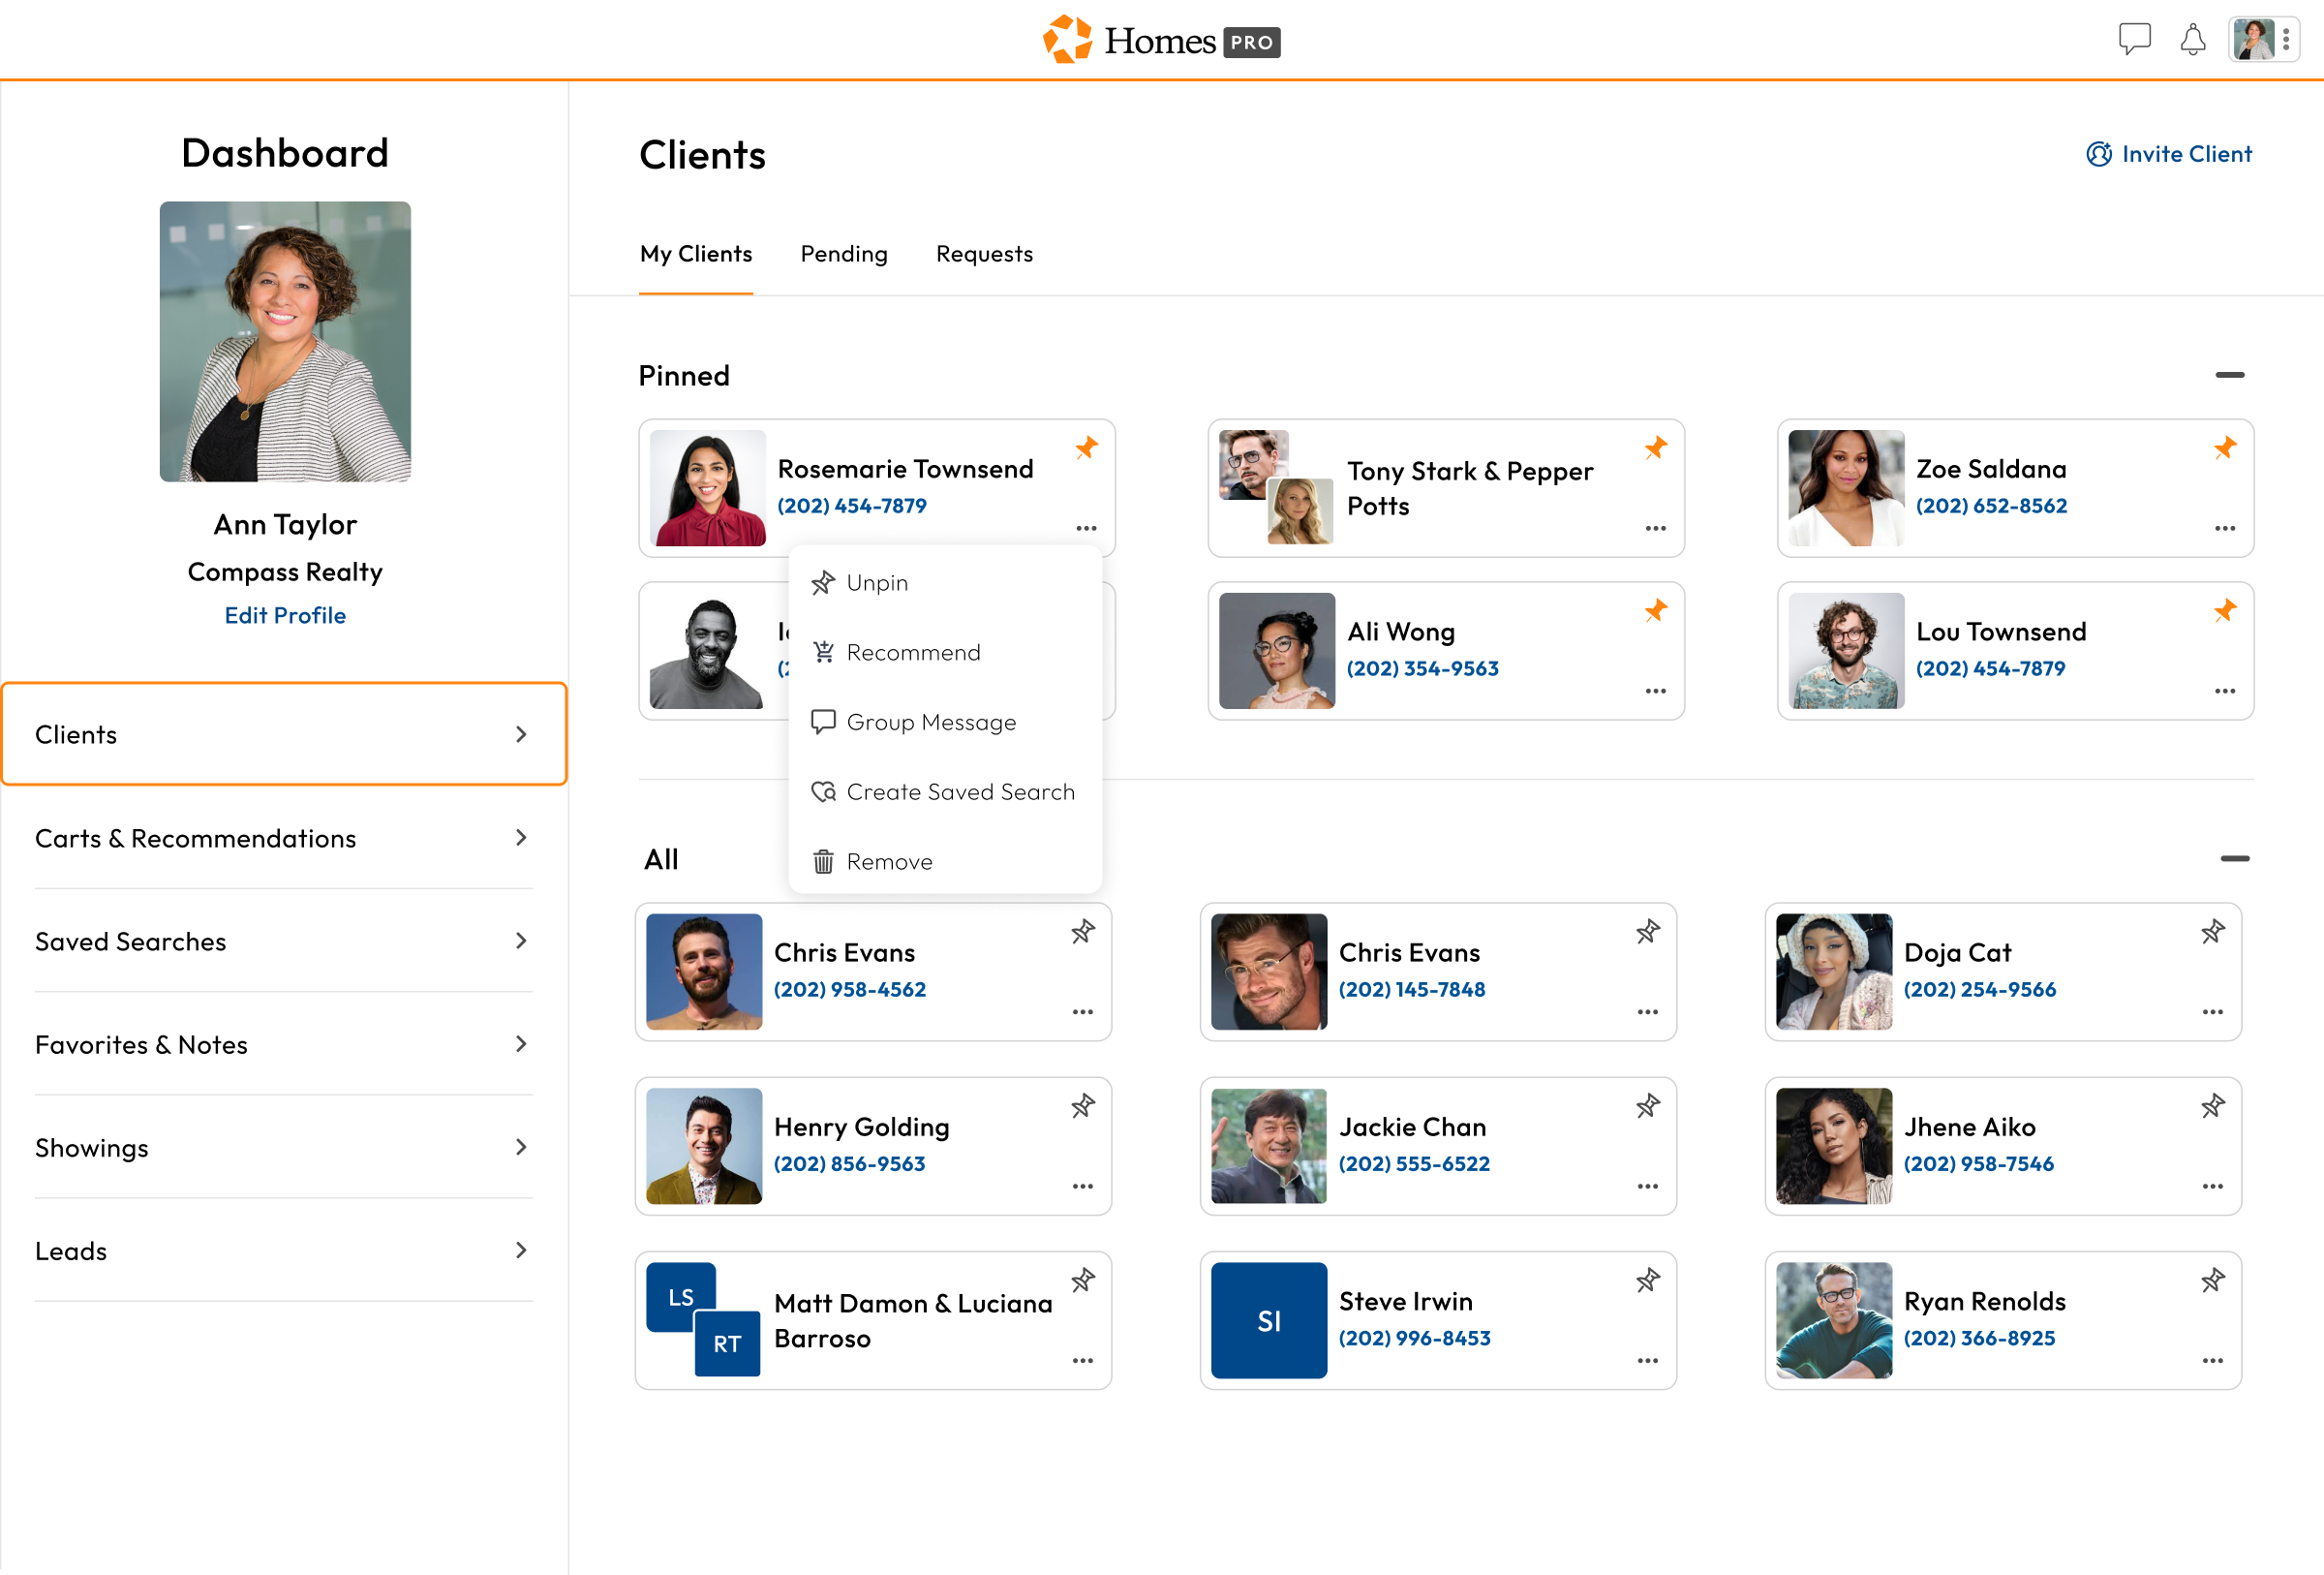 Homes PRO
Dashboard
Ann Taylor
Compass Realty
Edit Profile
Clients
Carts & Recommendations
Saved Searches
Favorites & Notes
Showings
Leads
Clients
Invite Client
My Clients
Pending
Requests
Pinned
Rosemarie Townsend
(202) 454-7879
Tony Stark & Pepper
Potts
Zoe Saldana
(202) 652-8562
Unpin
Recommend
Group Message
Create Saved Search
Remove
Ali Wong
(202) 354-9563
Lou Townsend
(202) 454-7879
All
Chris Evans
(202) 958-4562
Chris Evans
(202) 145-7848
Doja Cat
(202) 254-9566
Henry Golding
(202) 856-9563
Jackie Chan
(202) 555-6522
Jhene Aiko
(202) 958-7546
LS
RT
Matt Damon & Luciana
Barroso
SI
Steve Irwin
(202) 996-8453
Ryan Renolds
(202) 366-8925